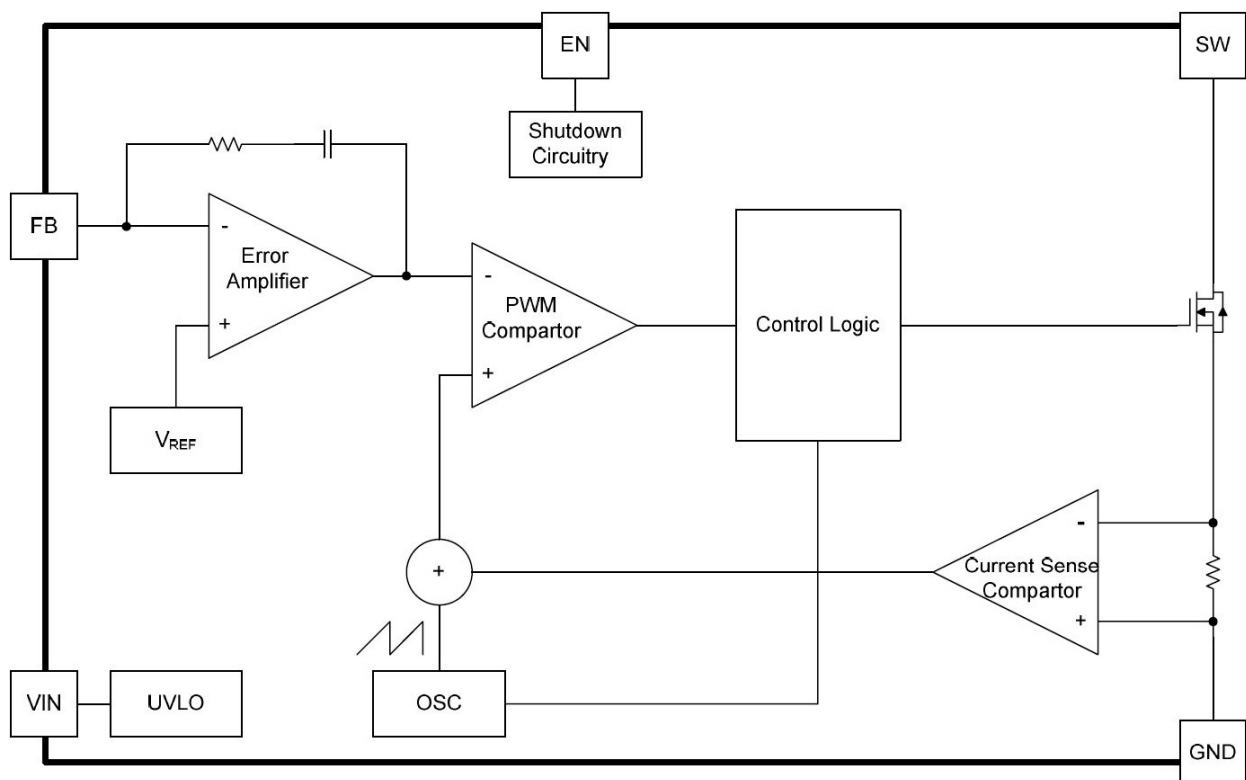 EN
SW
Shutdown
Circuitry
FB
-
Error
Amplifier
+
-
PWM
Compartor
+
Control Logic
VREF
-
Current Sense
Compartor
+
+
VIN
UVLO
OSC
GND